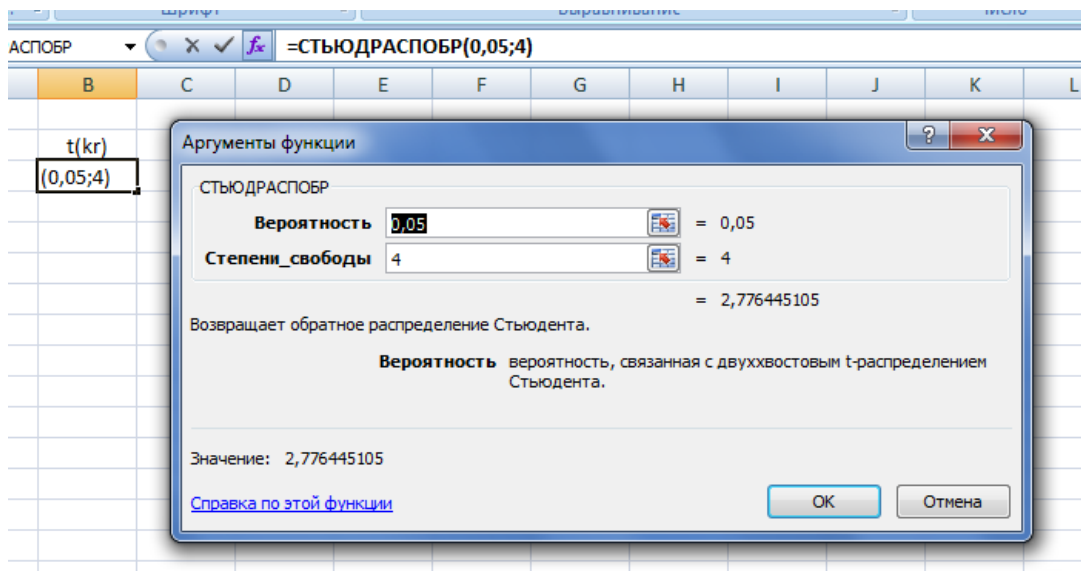 АСПОБР =СТЬЮДРАСПОБР(0,05;4)
B C D E F G H I J K L
t(kr)
(0,05;4)
Аргументы функции
СТЬЮДРАСПОБР
Вероятность 0,05 = 0,05
Степени_свободы 4 = 4
= 2,776445105
Возвращает обратное распределение Стьюдента.
Вероятность вероятность, связанная с двуххвостовым t-распределением
Стьюдента.
Значение: 2,776445105
Справка по этой функции
ОК Отмена